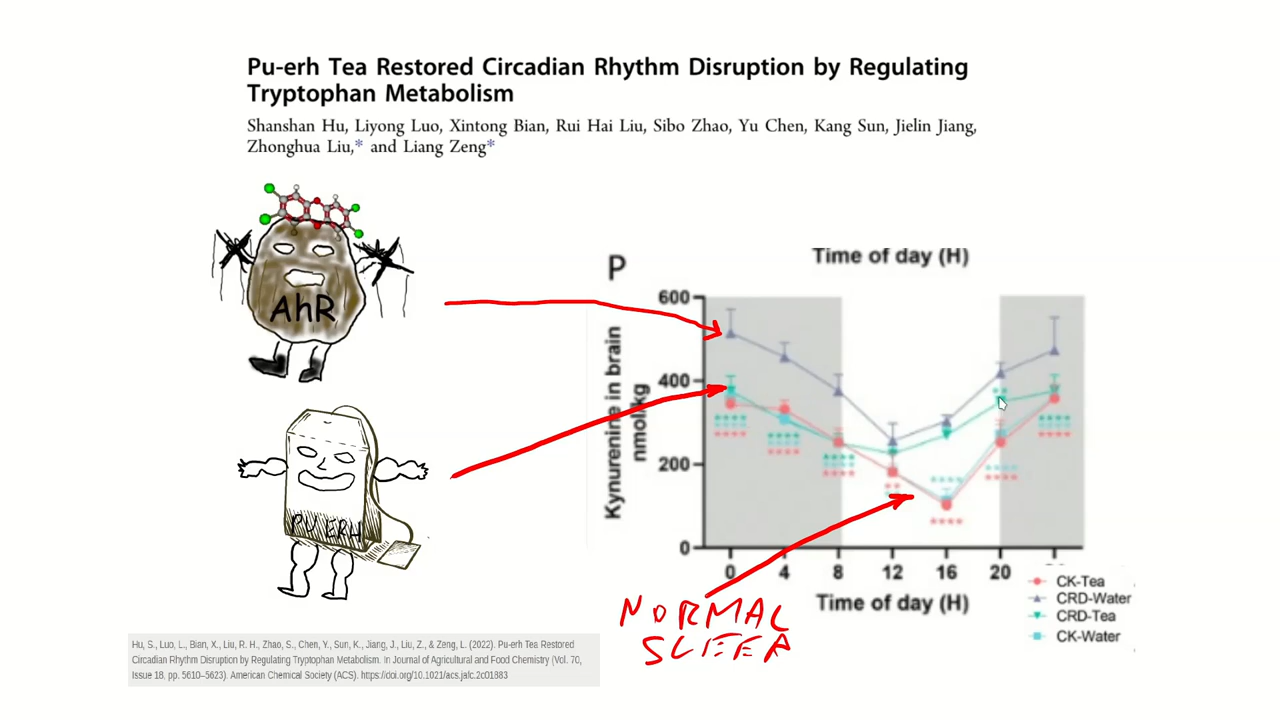 Pu-erh Tea Restored Circadian Rhythm Disruption by Regulating
Tryptophan Metabolism
Shanshan Hu, Liyong Luo, Xintong Bian, Rui Hai Liu, Sibo Zhao, Yu Chen, Kang Sun, Jielin Jiang,
Zhonghua Liu,* and Liang Zeng*
AhR
PU ERH
Time of day (H)
P
Kynurenine in brain
nmol/kg
600
400
200
0
****
****
****
****
****
****
****
****
****
**
****
****
**
****
****
****
****
****
0 4 8 12 16 20
Time of day (H)
CK-Tea
CRD-Water
CRD-Tea
CK-Water
NORMAL
SLEEP
Hu, S., Luo, L., Bian, X., Liu, R. H., Zhao, S., Chen, Y., Sun, K., Jiang, J., Liu, Z., & Zeng, L. (2022). Pu-erh Tea Restored
Circadian Rhythm Disruption by Regulating Tryptophan Metabolism. In Journal of Agricultural and Food Chemistry (Vol. 70,
Issue 18, pp. 5610–5623). American Chemical Society (ACS). https://doi.org/10.1021/acs.jafc.2c01883